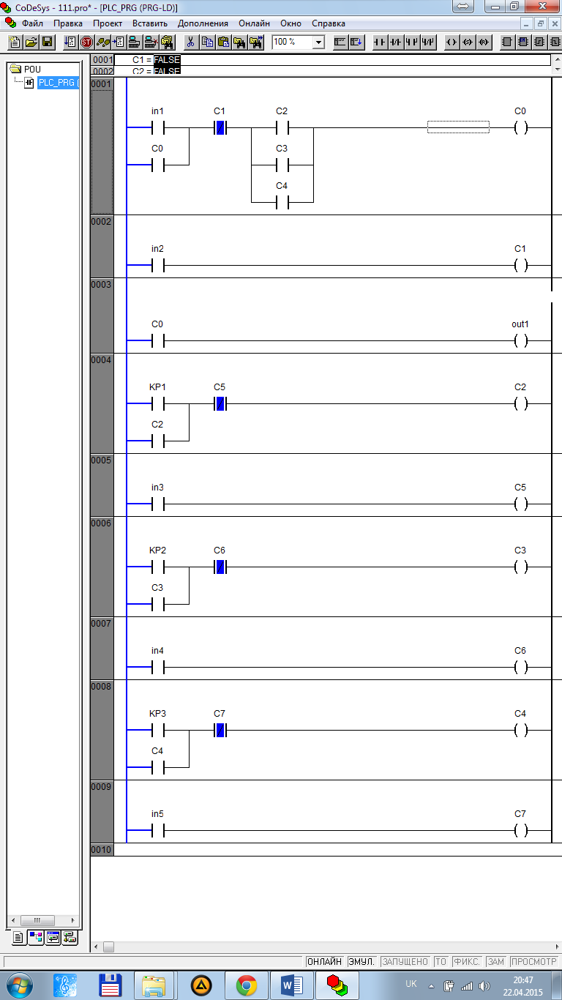 CoDeSys - 111.pro* - [PLC_PRG (PRG-LD)]
Файл Правка Проект Вставить Дополнения Онлайн Окно Справка
100 %
POU
PLC_PRG (
0001 C1 = FALSE
0002 C2 = FALSE
0001
in1 C1 C2 C0
C0 C3
C4
0002
in2 C1
0003
C0 out1
0004
KP1 C5 C2
C2
0005
in3 C5
0006
KP2 C6 C3
C3
0007
in4 C6
0008
KP3 C7 C4
C4
0009
in5 C7
0010
ОНЛАЙН ЭМУЛ. ЗАПУЩЕНО ТО ФИКС. ЗАМ ПРОСМОТР
UK 20:47
22.04.2015